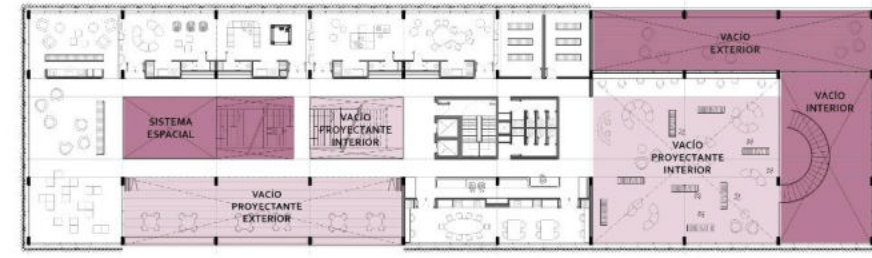 VACÍO
EXTERIOR
VACÍO
INTERIOR
SISTEMA
ESPACIAL
VACÍO
PROYECTANTE
INTERIOR
VACÍO
PROYECTANTE
INTERIOR
VACÍO
PROYECTANTE
EXTERIOR